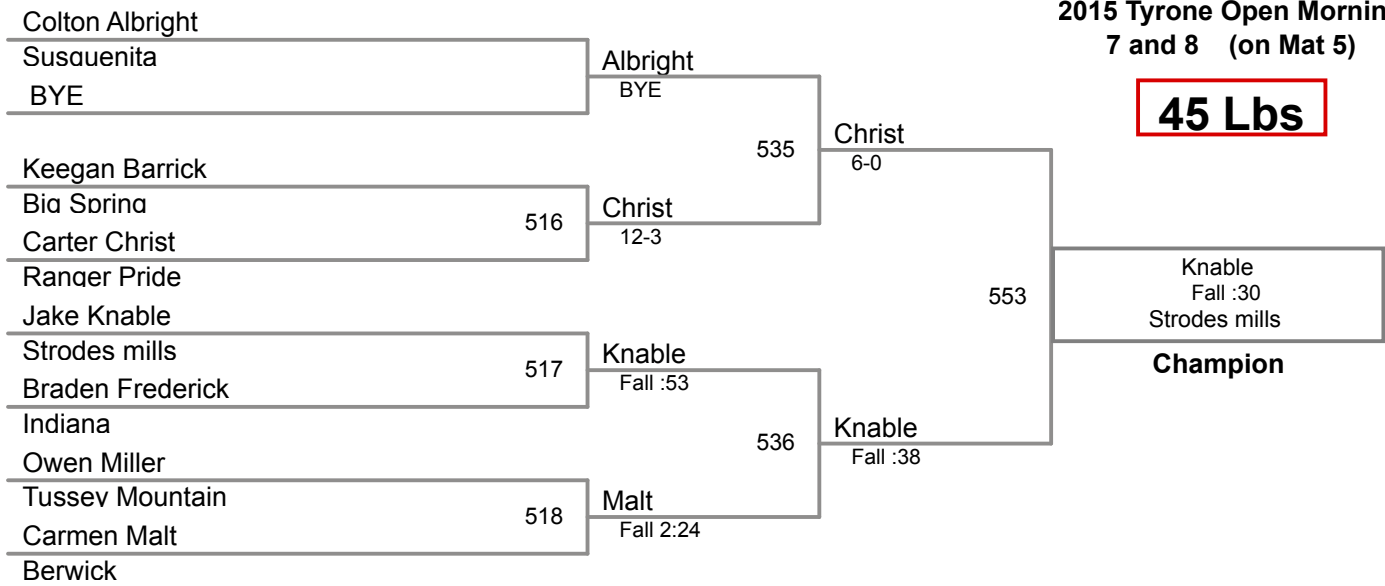 2015 Tyrone Open Mornin
7 and 8 (on Mat 5)
45 Lbs
Colton Albright
Susquenita
BYE
Keegan Barrick
Big Spring
Carter Christ
Ranger Pride
Jake Knable
Strodes mills
Braden Frederick
Indiana
Owen Miller
Tussey Mountain
Carmen Malt
Berwick
516
517
518
Albright
BYE
Christ
12-3
Knable
Fall :53
Malt
Fall 2:24
535
536
Christ
6-0
Knable
Fall :38
553
Knable
Fall :30
Strodes mills
Champion